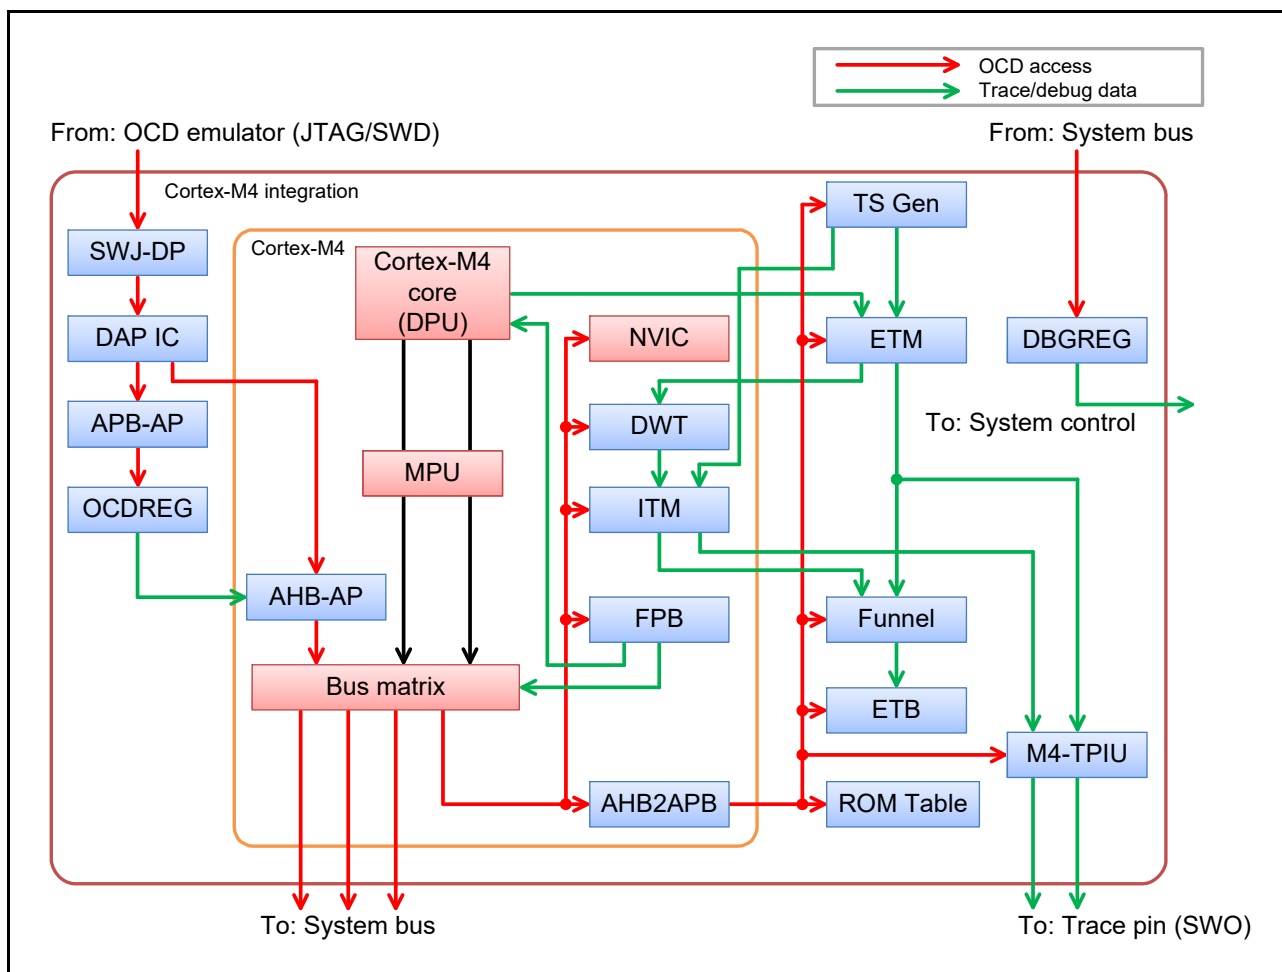 OCD access
Trace/debug data
From: OCD emulator (JTAG/SWD)
From: System bus
Cortex-M4 integration
TS Gen
SWJ-DP
Cortex-M4
Cortex-M4
core
(DPU)
DAP IC
NVIC
ETM
DBGREG
APB-AP
DWT
To: System control
MPU
OCDREG
ITM
AHB-AP
FPB
Funnel
Bus matrix
ETB
M4-TPIU
AHB2APB
ROM Table
To: System bus
To: Trace pin (SWO)